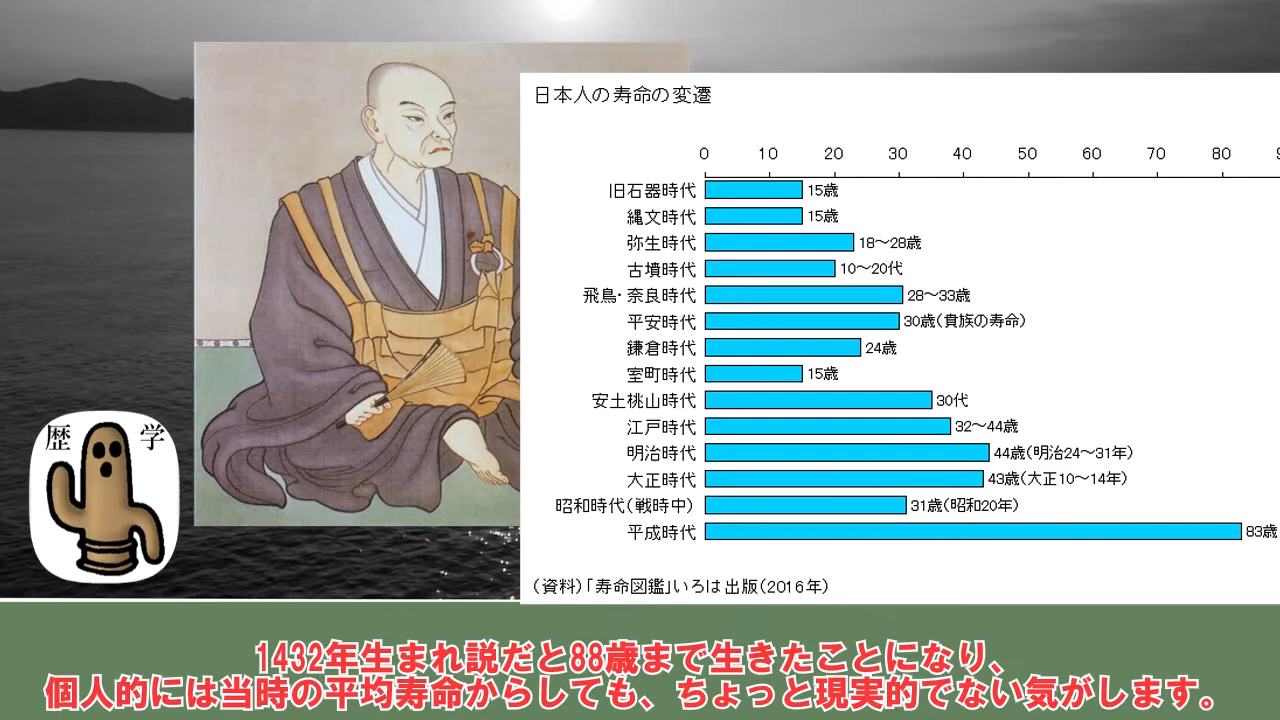 日本人の寿命の変遷
0 10 20 30 40 50 60 70 80
旧石器時代 15歳
縄文時代 15歳
弥生時代 18～28歳
古墳時代 10～20代
飛鳥・奈良時代 28～33歳
平安時代 30歳(貴族の寿命)
鎌倉時代 24歳
室町時代 15歳
安土桃山時代 30代
江戸時代 32～44歳
明治時代 44歳(明治24～31年)
大正時代 43歳(大正10～14年)
昭和時代(戦時中) 31歳(昭和20年)
平成時代 83歳
(資料)「寿命図鑑」いろは出版(2016年)
歴 学
1432年生まれ説だと88歳まで生きたことになり、
個人的には当時の平均寿命からしても、ちょっと現実的でない気がします。